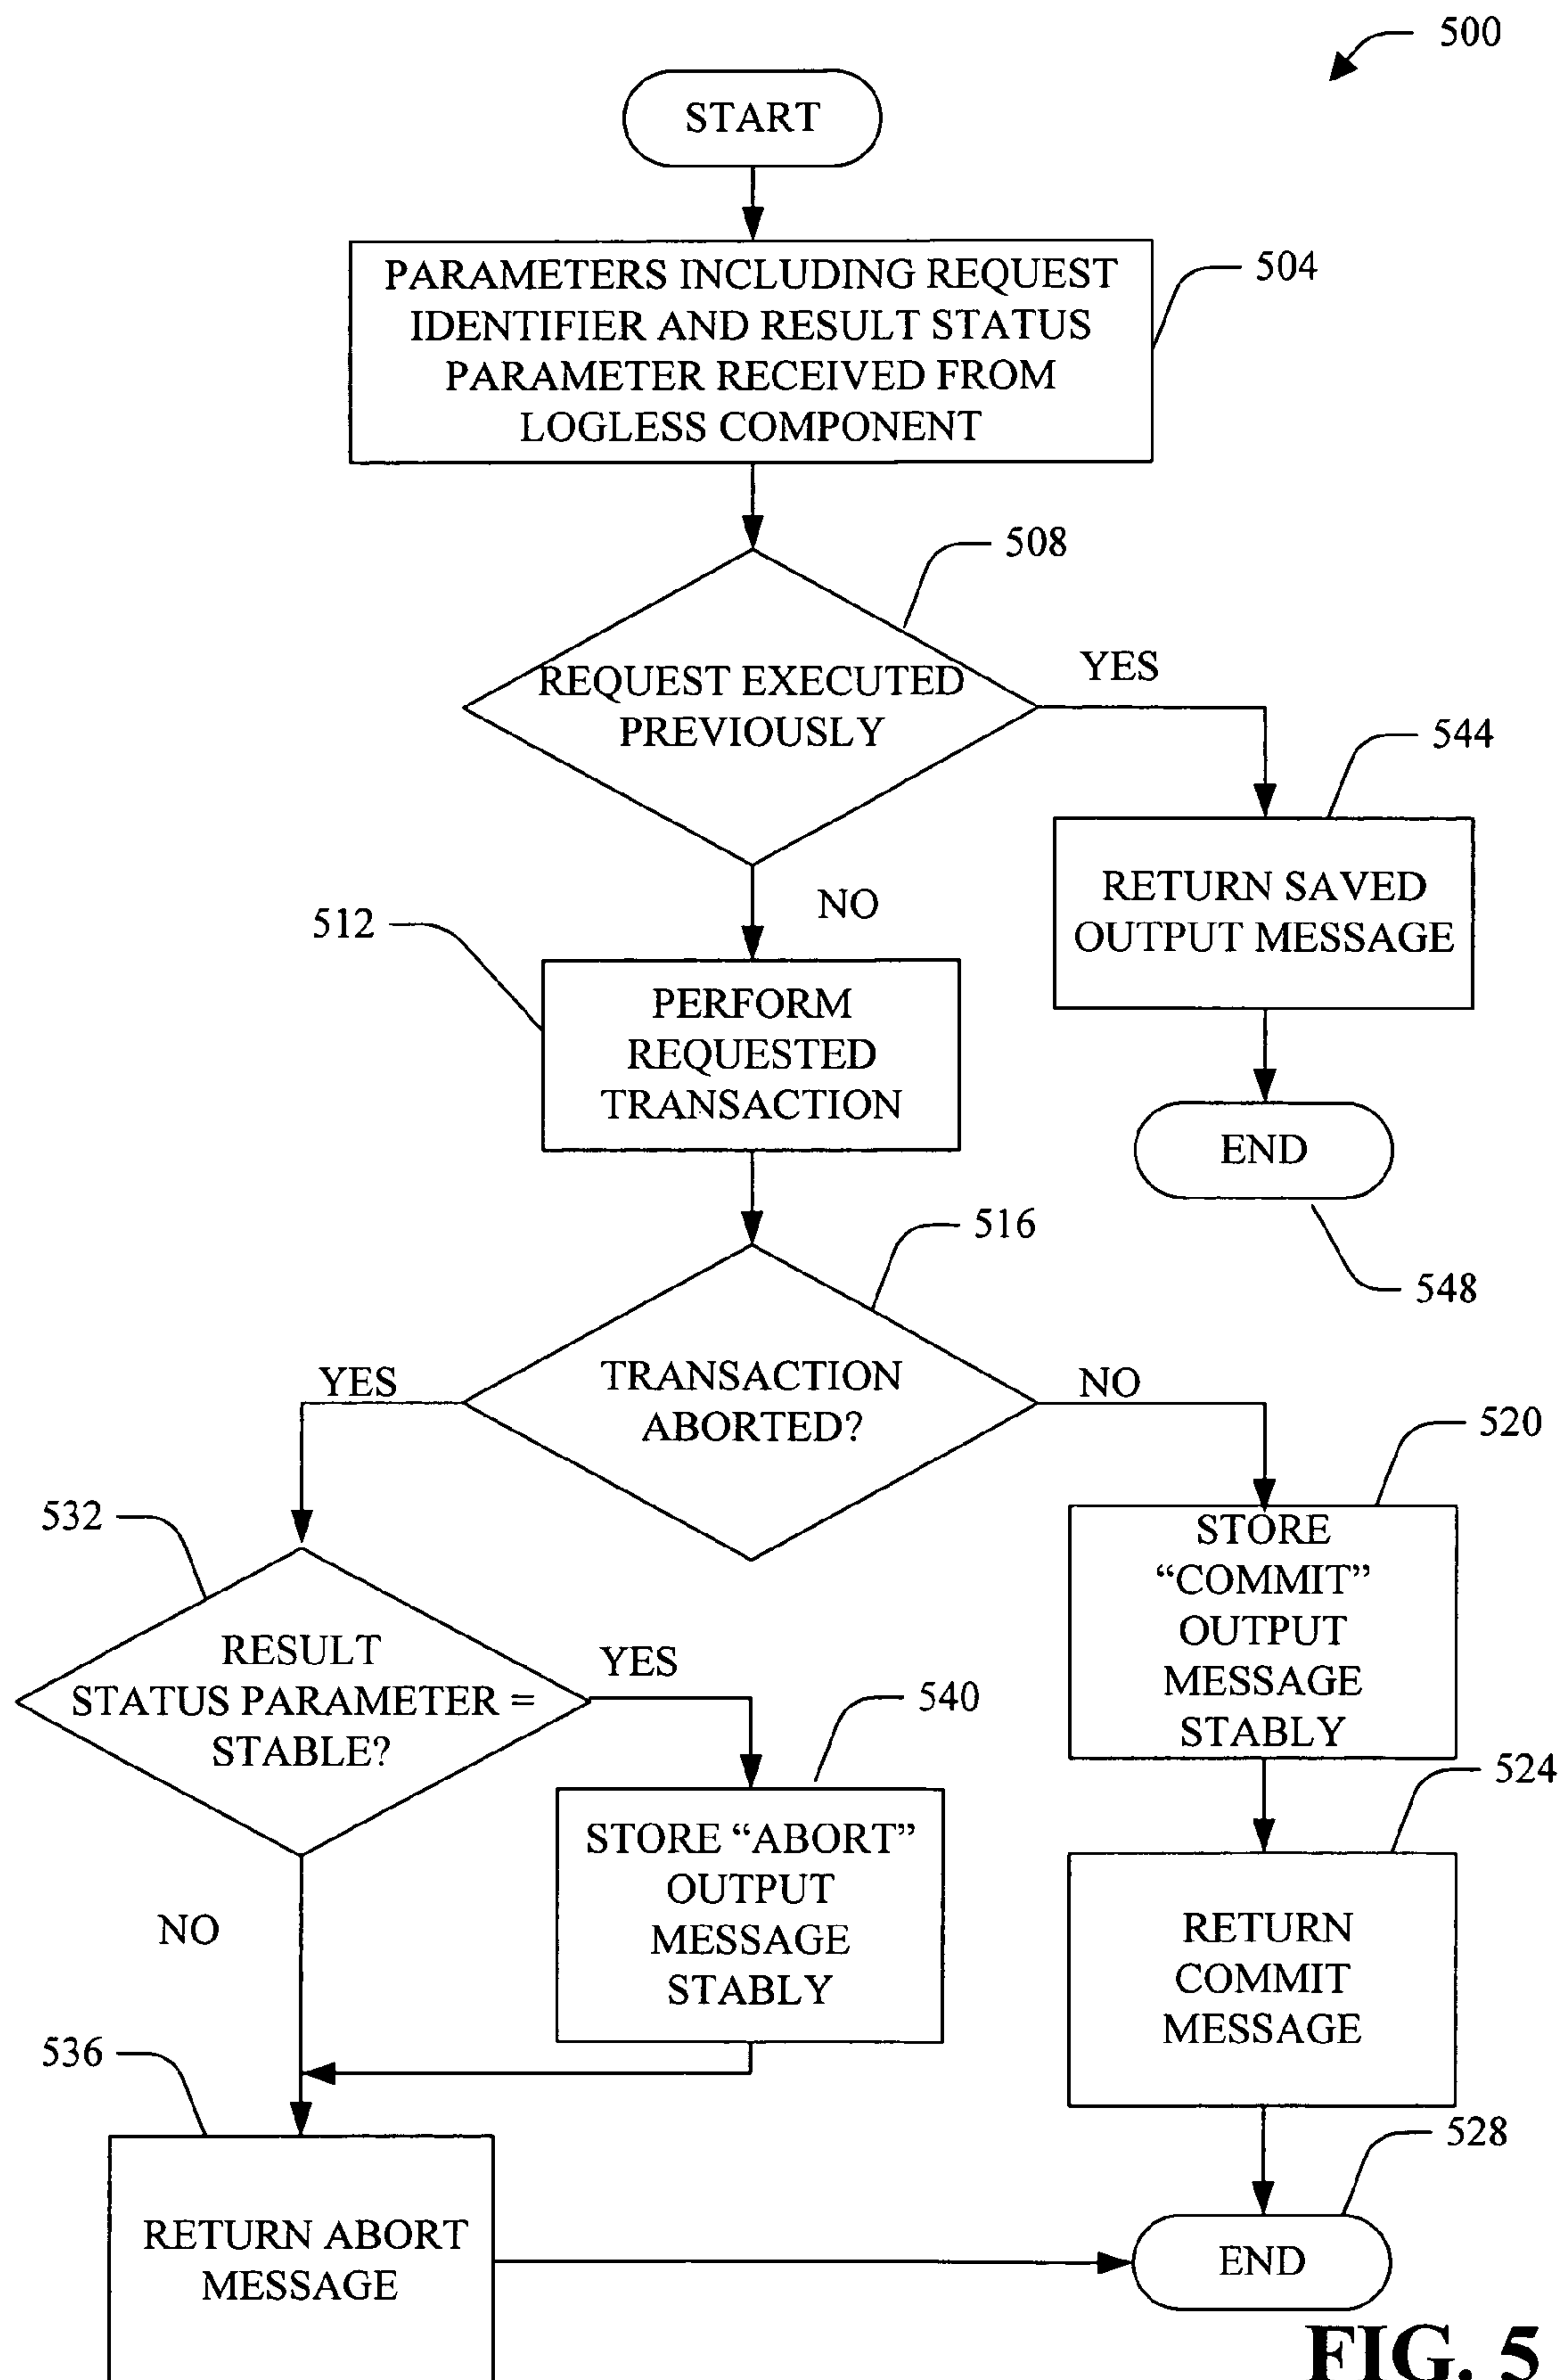 500
START
PARAMETERS INCLUDING REQUEST
IDENTIFIER AND RESULT STATUS
PARAMETER RECEIVED FROM
LOGLESS COMPONENT
504
508
REQUEST EXECUTED
PREVIOUSLY
YES
544
RETURN SAVED
OUTPUT MESSAGE
NO
512
PERFORM
REQUESTED
TRANSACTION
END
548
516
TRANSACTION
ABORTED?
YES
NO
520
STORE
“COMMIT”
OUTPUT
MESSAGE
STABLY
532
RESULT
STATUS PARAMETER =
STABLE?
YES
540
STORE “ABORT”
OUTPUT
MESSAGE
STABLY
524
RETURN
COMMIT
MESSAGE
NO
536
RETURN ABORT
MESSAGE
528
END
FIG. 5